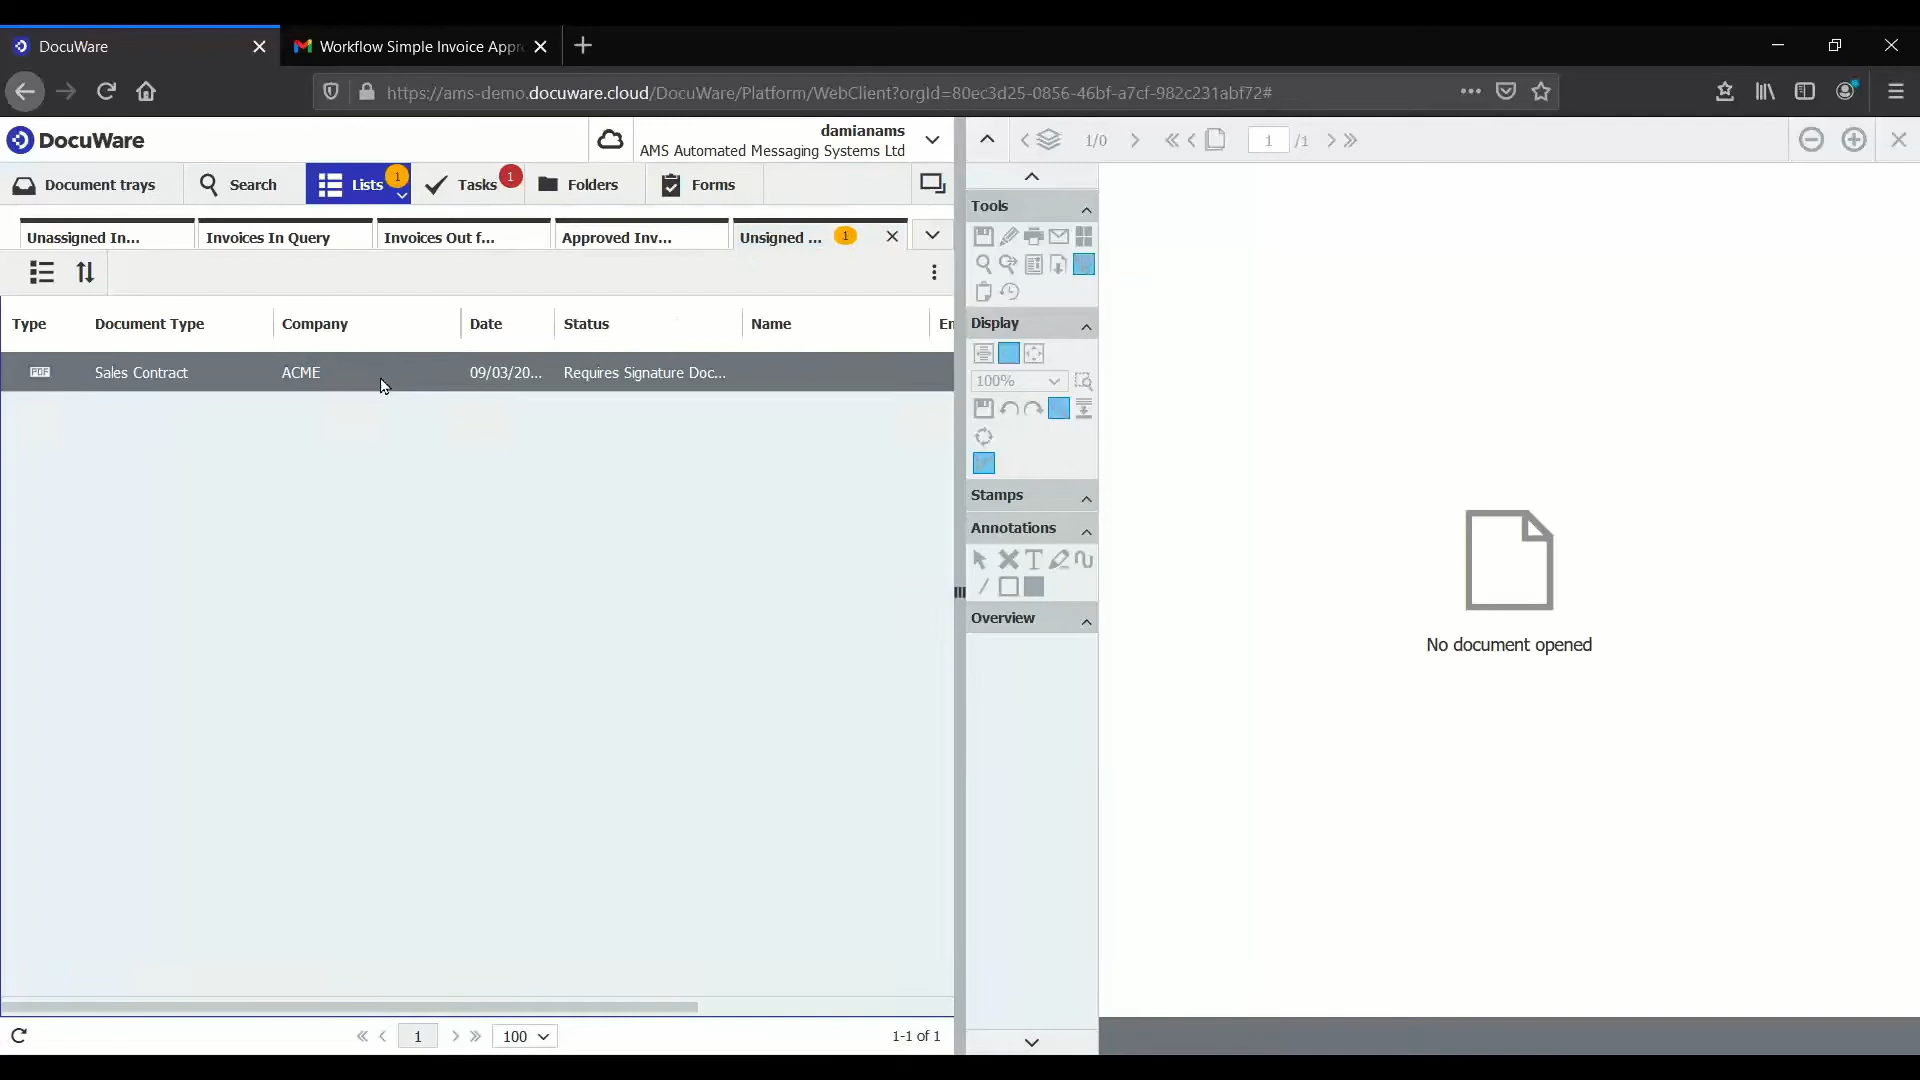 DocuWare
Workflow Simple Invoice Appr
https://ams-demo.docuware.cloud/DocuWare/Platform/WebClient?orgId=80ec3d25-0856-46bf-a7cf-982c231abf72#
DocuWare
damianams
AMS Automated Messaging Systems Ltd
1/0
1 /1
Document trays
Search
Lists 1
Tasks 1
Folders
Forms
Unassigned In...
Invoices In Query
Invoices Out f...
Approved Inv...
Unsigned ... 1
Type
Document Type
Company
Date
Status
Name
En
PDF
Sales Contract
ACME
09/03/20...
Requires Signature Doc...
Tools
Display
100%
Stamps
Annotations
T
Overview
No document opened
1
100
1-1 of 1